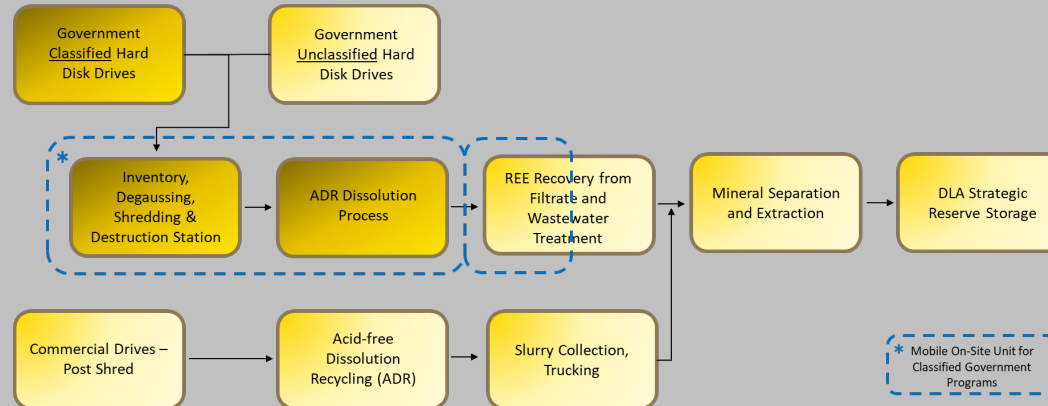 Government
Classified Hard
Disk Drives
Government
Unclassified Hard
Disk Drives
*
Inventory,
Degaussing,
Shredding &
Destruction Station
ADR Dissolution
Process
REE Recovery from
Filtrate and
Wastewater
Treatment
Mineral Separation
and Extraction
DLA Strategic
Reserve Storage
Commercial Drives –
Post Shred
Acid-free
Dissolution
Recycling (ADR)
Slurry Collection,
Trucking
* Mobile On-Site Unit for
Classified Government
Programs